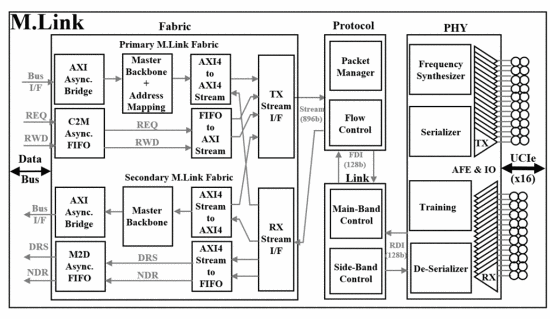 M.Link
Fabric
Protocol
PHY
Primary M.Link Fabric
Bus
I/F
AXI
Async.
Bridge
Master
Backbone
+
Address
Mapping
AXI4
to
AXI4
Stream
TX
Stream
I/F
REQ
RWD
C2M
Async.
FIFO
REQ
RWD
FIFO
to
AXI
Stream
Stream
(896b)
Packet
Manager
Flow
Control
Frequency
Synthesizer
Serializer
TX
Data
Bus
AFE & IO
UCIe
(x16)
FDI
(128b)
Link
Secondary M.Link Fabric
Bus
I/F
AXI
Async.
Bridge
Master
Backbone
AXI4
Stream
to
AXI4
RX
Stream
I/F
DRS
NDR
M2D
Async.
FIFO
DRS
NDR
AXI4
Stream
to
FIFO
Main-Band
Control
Side-Band
Control
RDI
(128b)
Training
De-Serializer
RX